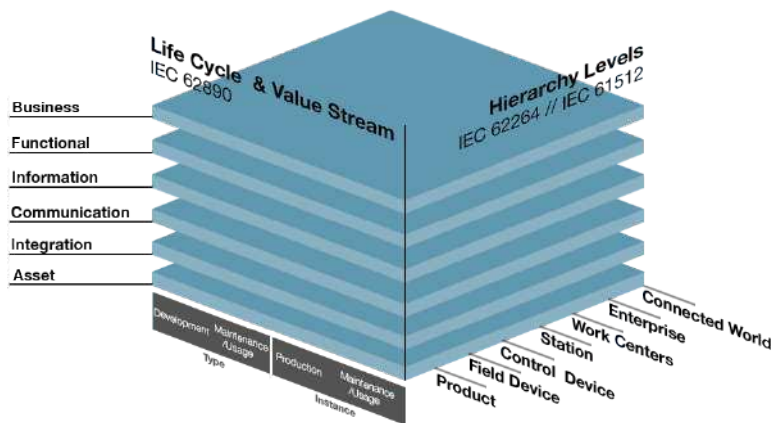 Life Cycle & Value Stream
IEC 62890
Hierarchy Levels
IEC 62264 // IEC 61512
Business
Functional
Information
Communication
Integration
Asset
Development
Maintenance
/Usage
Type
Production
Maintenance
/Usage
Instance
Connected World
Enterprise
Work Centers
Station
Control Device
Field Device
Product